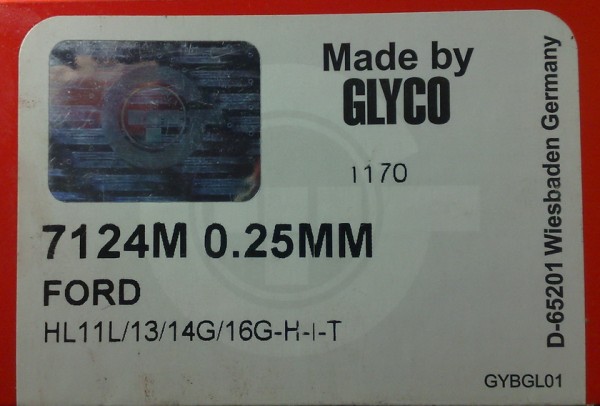 Made by
GLYCO
1170
7124M 0.25MM
FORD
HL11L/13/14G/16G-H-I-T
D-65201 Wiesbaden Germany
GYBGL01